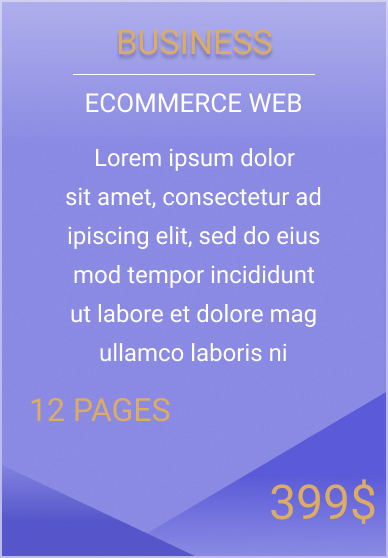 BUSINESS
ECOMMERCE WEB
Lorem ipsum dolor
sit amet, consectetur ad
ipiscing elit, sed do eius
mod tempor incididunt
ut labore et dolore mag
ullamco laboris ni
12 PAGES
399$